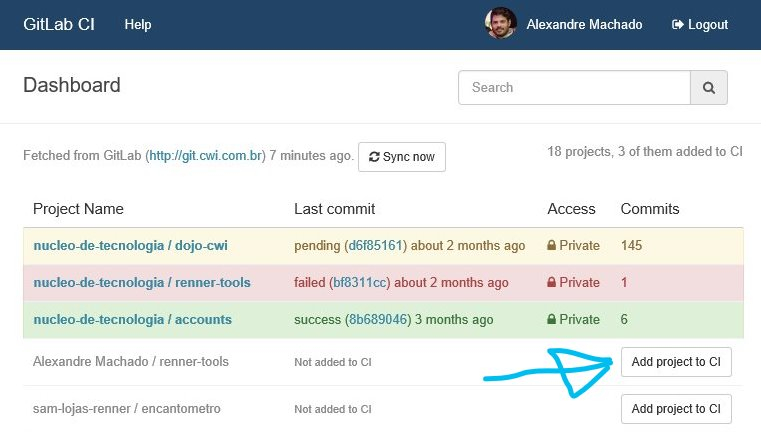 GitLab CI Help Alexandre Machado Logout
Dashboard
Search
Fetched from GitLab (http://git.cwi.com.br) 7 minutes ago. Sync now 18 projects, 3 of them added to CI
Project Name Last commit Access Commits
nucleo-de-tecnologia / dojo-cwi pending (d6f85161) about 2 months ago Private 145
nucleo-de-tecnologia / renner-tools failed (bf8311cc) about 2 months ago Private 1
nucleo-de-tecnologia / accounts success (8b689046) 3 months ago Private 6
Alexandre Machado / renner-tools Not added to CI Add project to CI
sam-lojas-renner / encantometro Not added to CI Add project to CI